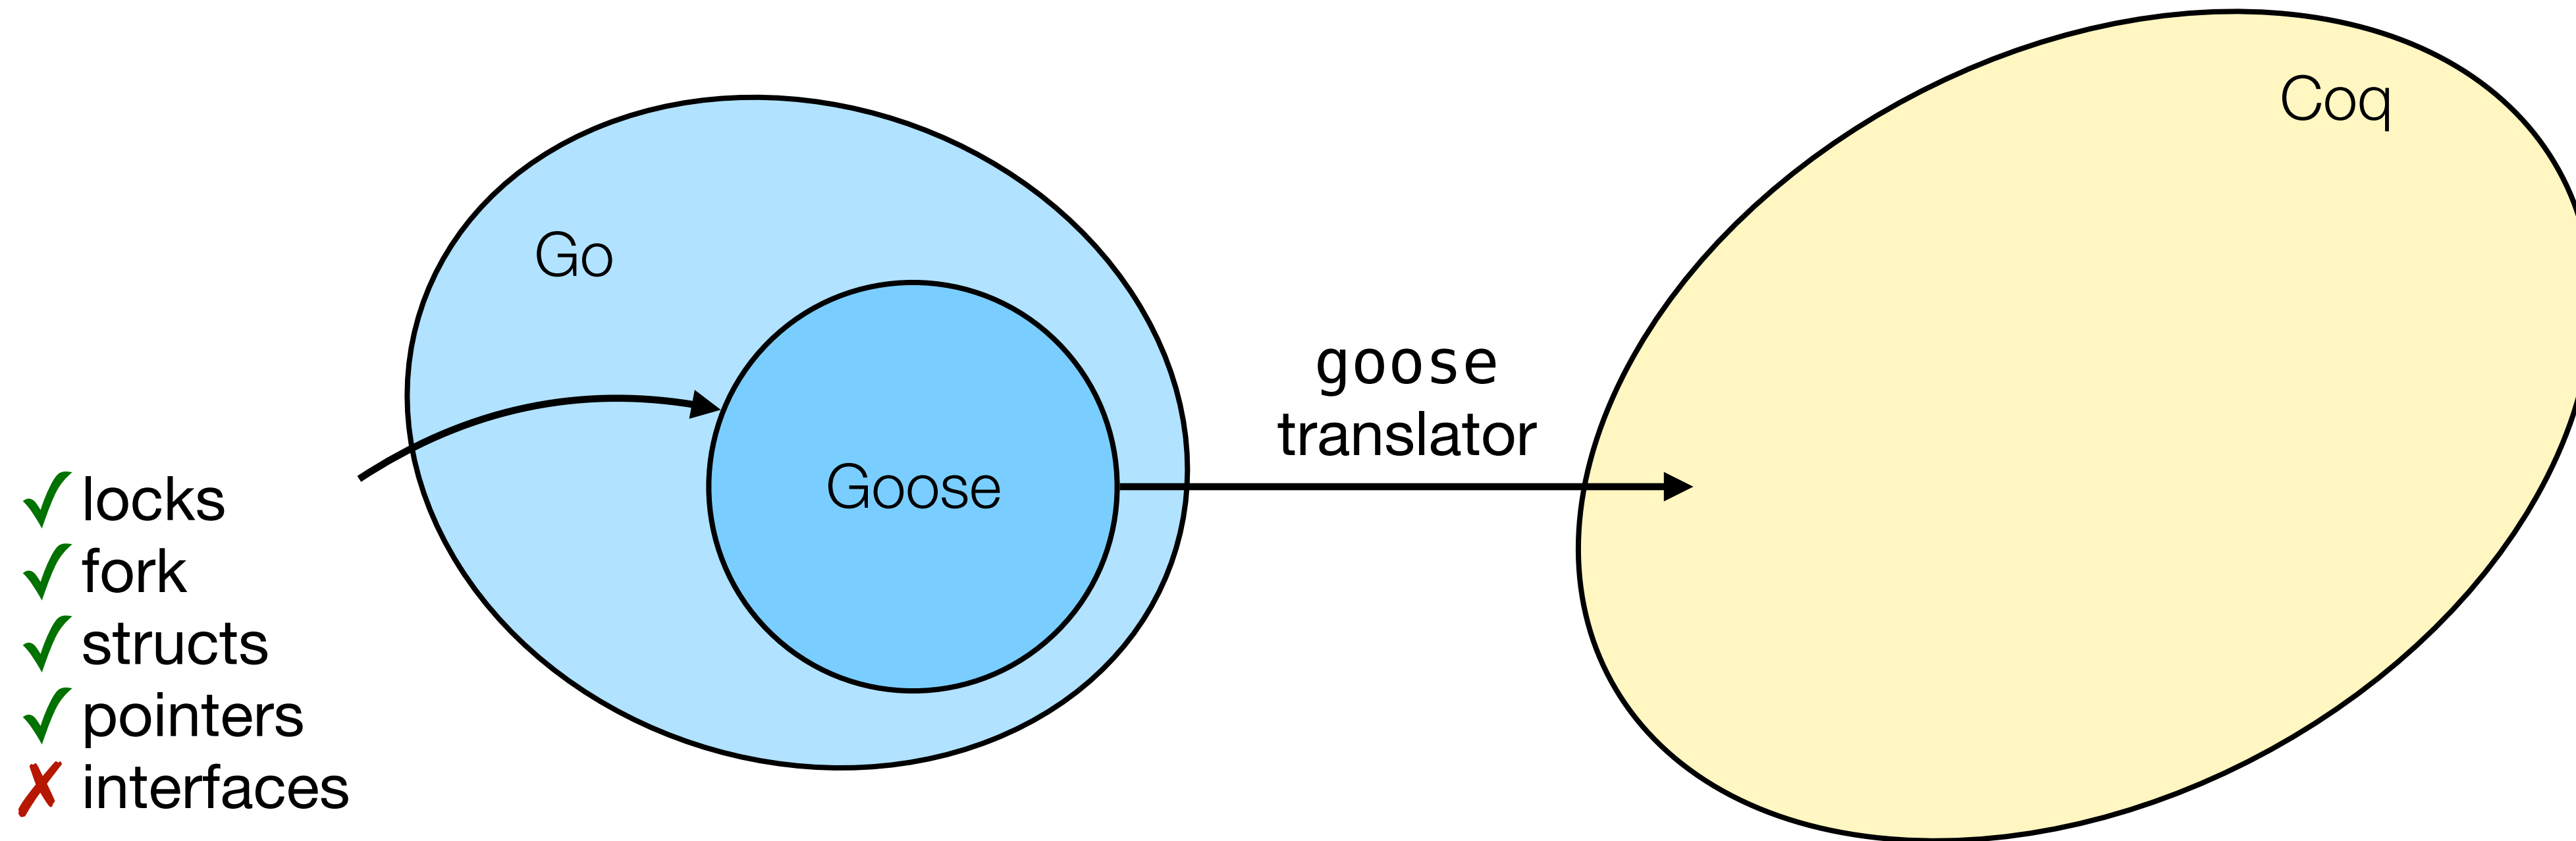 Coq
Go
goose
translator
Goose
✓ locks
✓ fork
✓ structs
✓ pointers
✗ interfaces